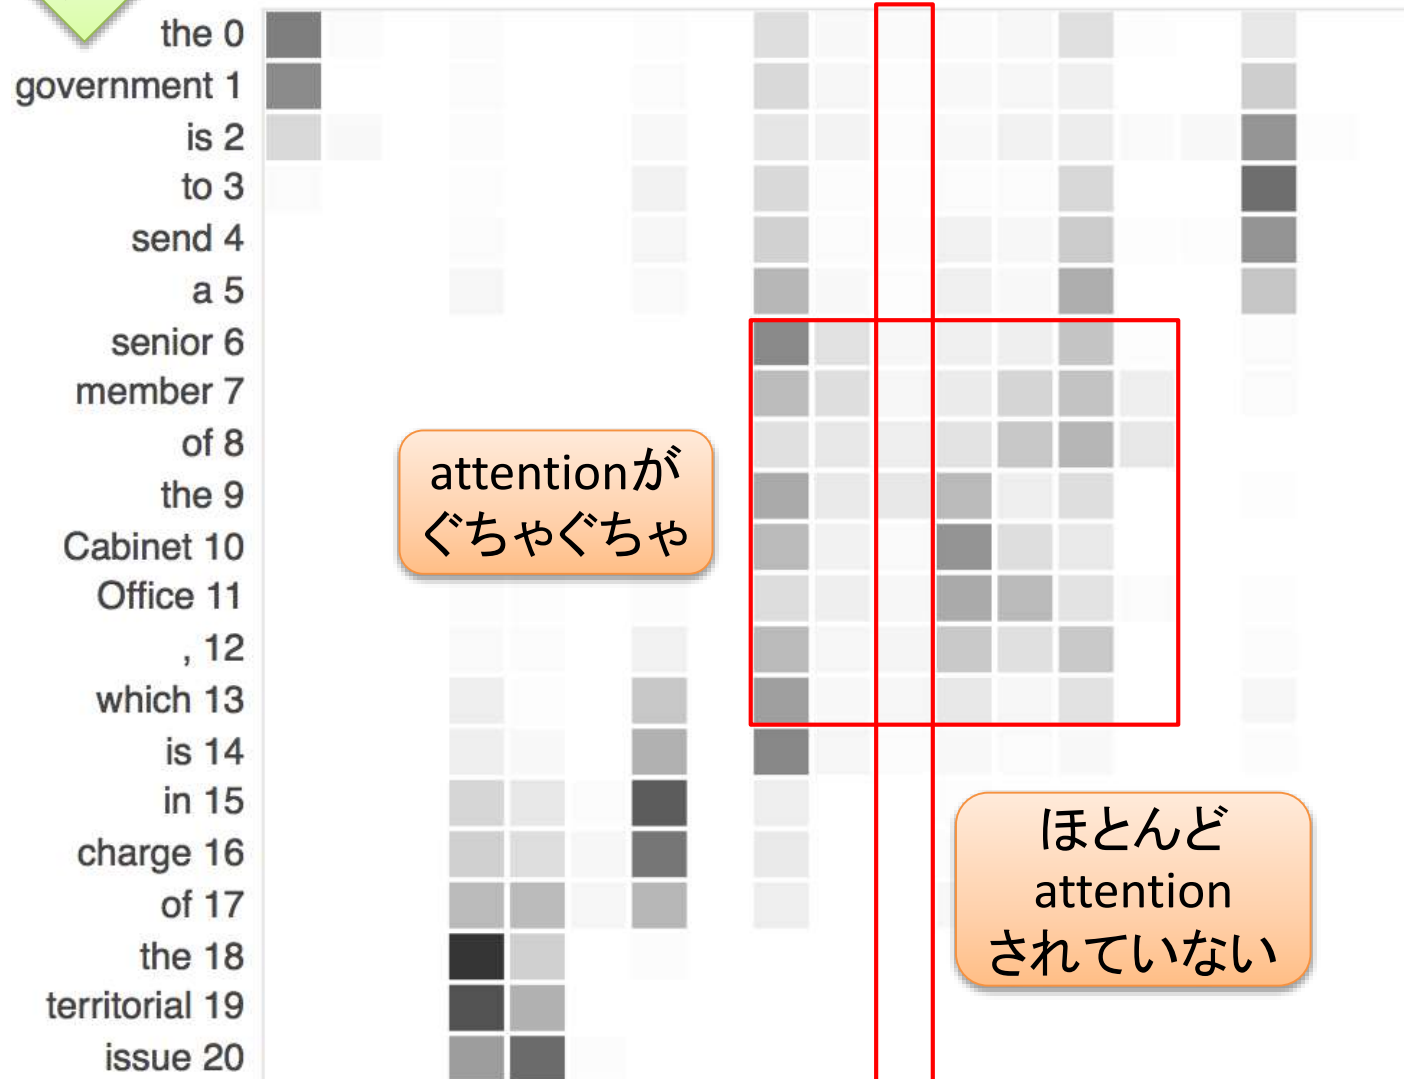 the 0
government 1
is 2
to 3
send 4
a 5
senior 6
member 7
of 8
the 9
Cabinet 10
Office 11
, 12
which 13
is 14
in 15
charge 16
of 17
the 18
territorial 19
issue 20
attentionが
ぐちゃぐちゃ
ほとんど
attention
されていない